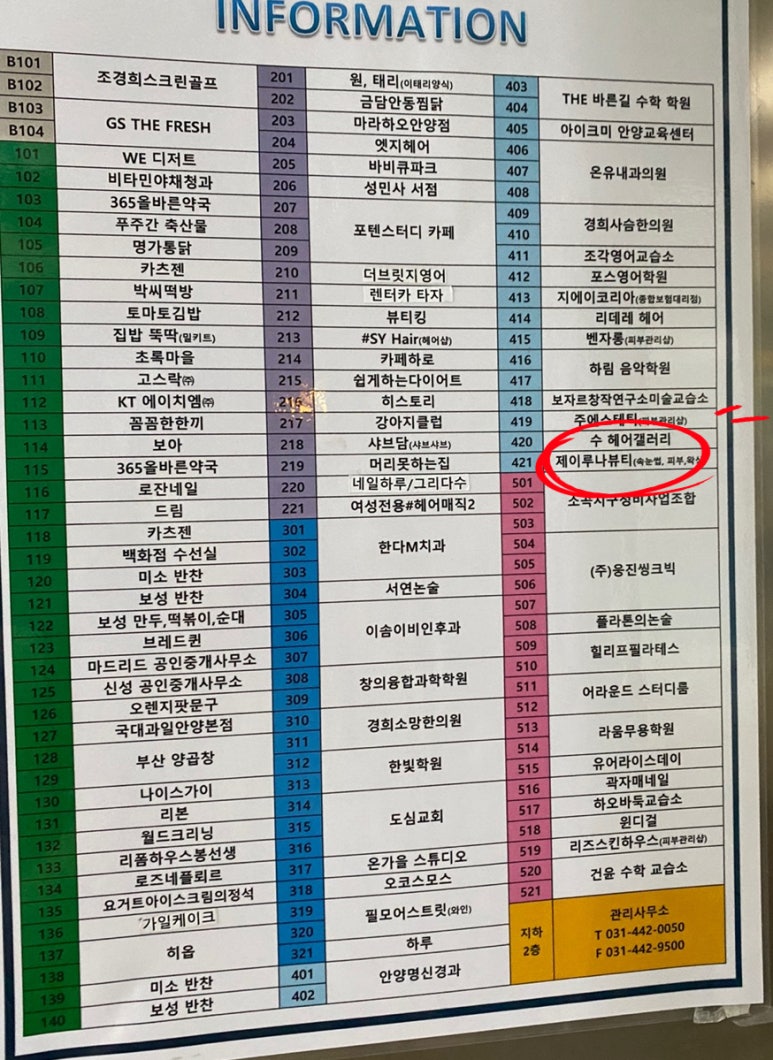 INFORMATION
B101
B102
조경희스크린골프
B103
B104
GS THE FRESH
101
WE 디저트
102
비타민야채청과
103
365올바른약국
104
푸주간 축산물
105
명가통닭
106
카츠젠
107
박씨떡방
108
토마토김밥
109
집밥 뚝딱(밀키트)
110
초록마을
111
고스락㈜
112
KT 에이치엠㈜
113
꼼꼼한한끼
114
보아
115
365올바른약국
116
로잔네일
117
드림
118
카츠젠
119
백화점 수선실
120
미소 반찬
121
보성 반찬
122
보성 만두,떡볶이,순대
123
브레드퀸
124
마드리드 공인중개사무소
125
신성 공인중개사무소
126
오렌지팟문구
127
국대과일안양본점
128
129
부산 양곱창
130
나이스가이
131
리본
132
월드크리닝
133
리폼하우스봉선생
134
로즈네플뢰르
135
요거트아이스크림의정석
136
가일케이크
137
히읍
138
미소 반찬
139
보성 반찬
140
201
원, 태리(이태리양식)
202
금담안동찜닭
203
마라하오안양점
204
앳지헤어
205
바비큐파크
206
성민사 서점
207
208
209
포텐스터디 카페
210
더브릿지영어
211
렌터카 타자
212
뷰티킹
213
#SY Hair(헤어샵)
214
카페하로
215
쉽게하는다이어트
216
히스토리
217
강아지클럽
218
샤브담(샤브샤브)
219
머리못하는집
220
네일하루/그리다수
221
여성전용#헤어매직2
301
302
303
한다M치과
304
서연논술
305
306
307
이솜이비인후과
308
309
창의융합과학학원
310
311
경희소망한의원
312
313
한빛학원
314
315
316
도심교회
317
온가을 스튜디오
318
오코스모스
319
320
필모어스트릿(와인)
321
하루
401
402
안양명신경과
403
404
THE 바른길 수학 학원
405
아이크미 안양교육센터
406
407
408
온유내과의원
409
410
경희사슴한의원
411
조각영어교습소
412
포스영어학원
413
지에이코리아(종합보험대리점)
414
리데레 헤어
415
벤자롱(피부관리샵)
416
417
하림 음악학원
418
보자르창작연구소미술교습소
419
주에스테티(피부관리샵)
420
수 헤어갤러리
421
제이루나뷰티(속눈썹, 피부,왁싱
501
502
소곡지구정비사업조합
503
504
505
506
(주)웅진씽크빅
507
508
플라톤의논술
509
510
힐리프필라테스
511
512
어라운드 스터디룸
513
514
라움무용학원
515
유어라이스데이
516
곽자매네일
517
하오바둑교습소
518
윈디걸
519
리즈스킨하우스(피부관리샵)
520
521
건윤 수학 교습소
지하
2층
관리사무소
T 031-442-0050
F 031-442-9500